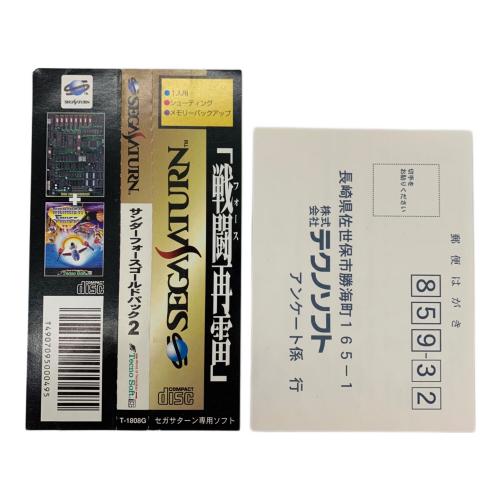 SEGA SATURN
+
COMPACT
disc
T4907095000495
SEGA SATURN
サンダーフォースゴールドパック2
Tecno Soft
T-1808G
1人用
シューティング
メモリーバックアップ
SEGA SATURN™
フォース
「戦闘再雷」
COMPACT
disc
セガサターン専用ソフト
切手を
お貼りください
郵便はがき
859-32
長崎県佐世保市勝海町165-1
株式
会社
テクノソフト
アンケート係 行